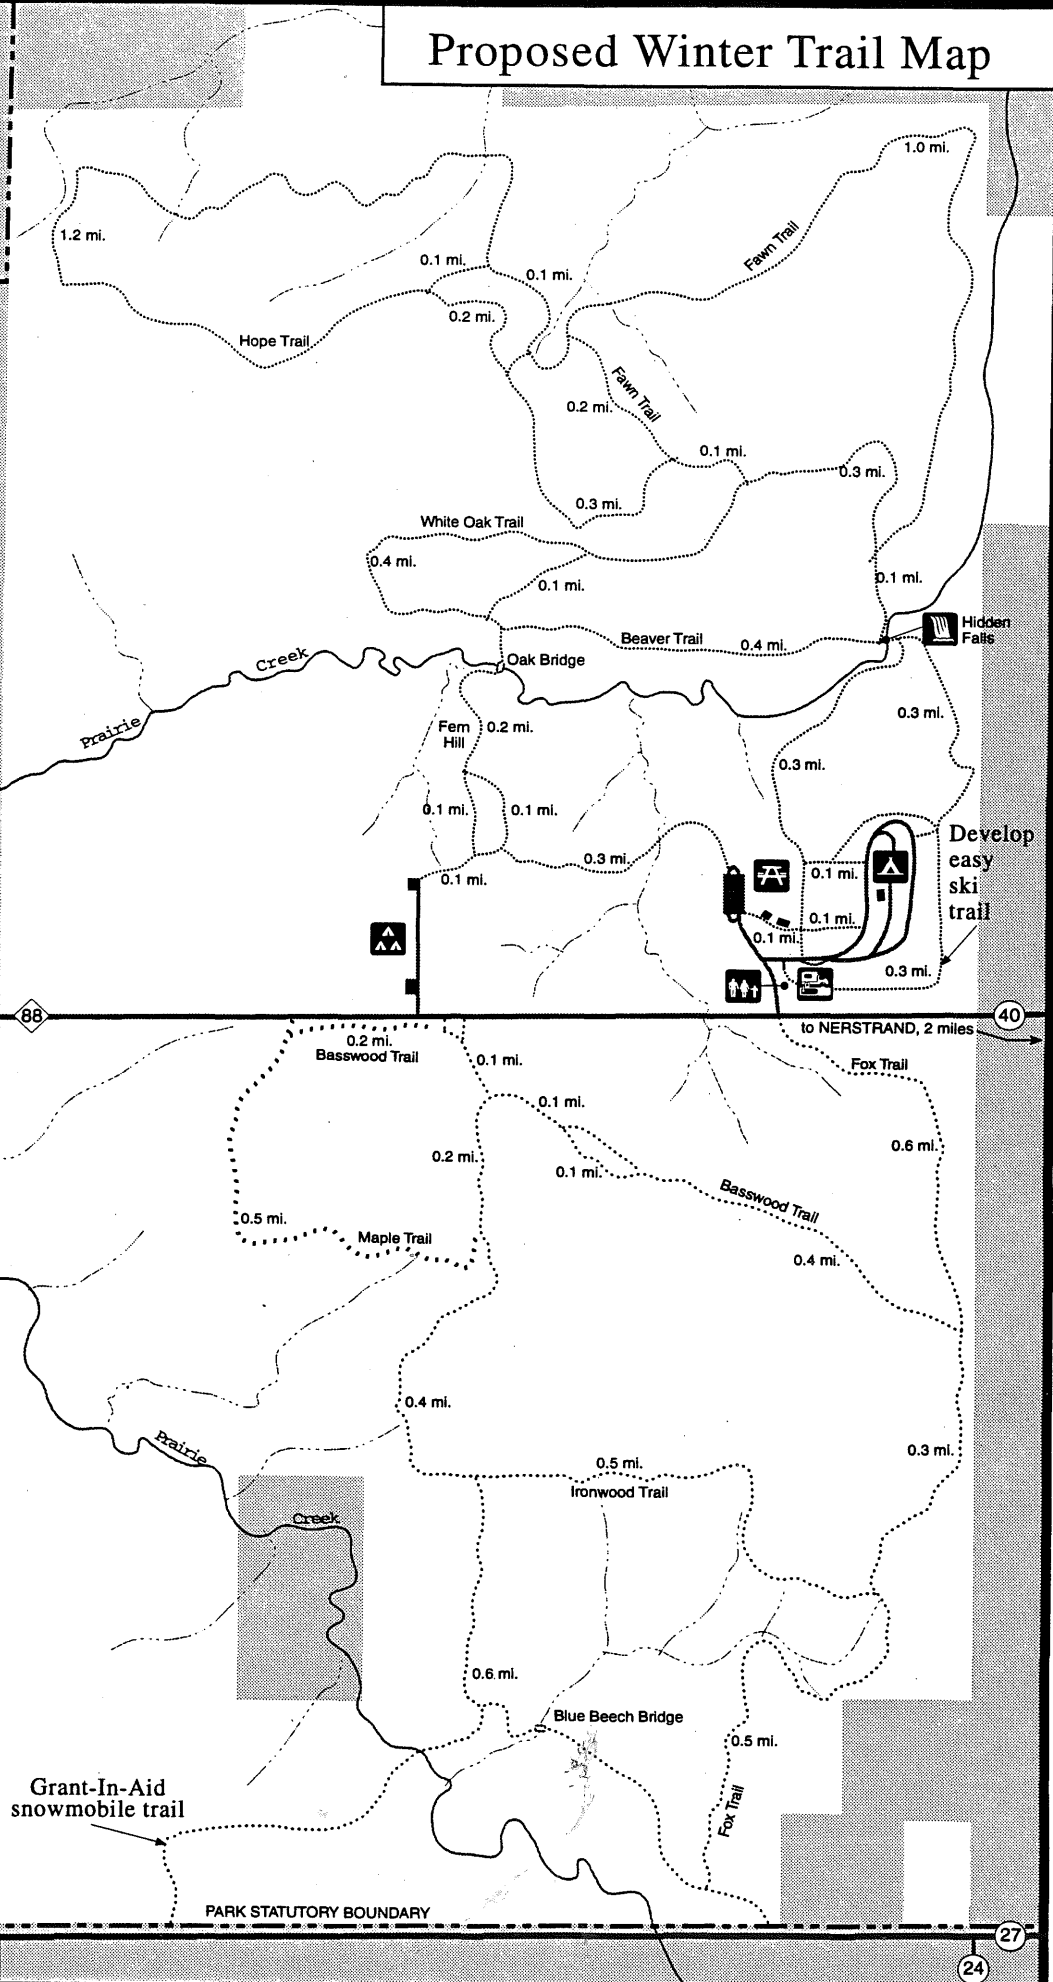 Proposed Winter Trail Map
1.0 mi.
1.2 mi.
Fawn Trail
0.1 mi.
0.1 mi.
0.2 mi.
Hope Trail
Fawn Trail
0.2 mi.
0.1 mi.
0.3 mi.
0.3 mi.
White Oak Trail
0.4 mi.
0.1 mi.
0.1 mi.
Hidden
Falls
Beaver Trail
0.4 mi.
Creek
Oak Bridge
Prairie
0.3 mi.
Fern
Hill
0.2 mi.
0.3 mi.
0.1 mi.
0.1 mi.
Develop
easy
ski
trail
0.3 mi.
0.1 mi.
0.1 mi.
0.1 mi.
0.1 mi.
0.3 mi.
88
40
to NERSTRAND, 2 miles
0.2 mi.
Basswood Trail
0.1 mi.
Fox Trail
0.1 mi.
0.6 mi.
0.2 mi.
0.1 mi.
Basswood Trail
0.5 mi.
Maple Trail
0.4 mi.
0.4 mi.
Prairie
0.3 mi.
0.5 mi.
Ironwood Trail
Creek
0.6 mi.
Blue Beech Bridge
0.5 mi.
Grant-In-Aid
snowmobile trail
Fox Trail
PARK STATUTORY BOUNDARY
27
24